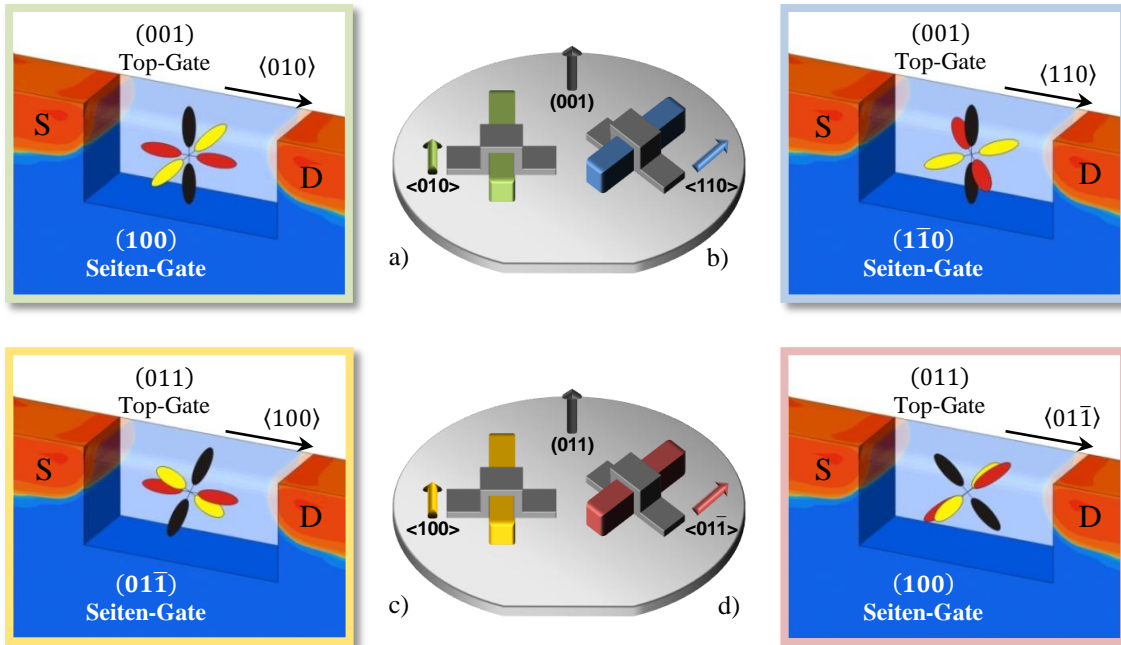 (001)
Top-Gate
⟨010⟩
S
D
(100)
Seiten-Gate
a)
(001)
<010>
<110>
b)
(001)
Top-Gate
⟨110⟩
S
D
(11̅0)
Seiten-Gate
(011)
Top-Gate
⟨100⟩
S
D
(011̅)
Seiten-Gate
c)
(011)
<100>
<011̅>
d)
(011)
Top-Gate
⟨011̅⟩
S
D
(100)
Seiten-Gate